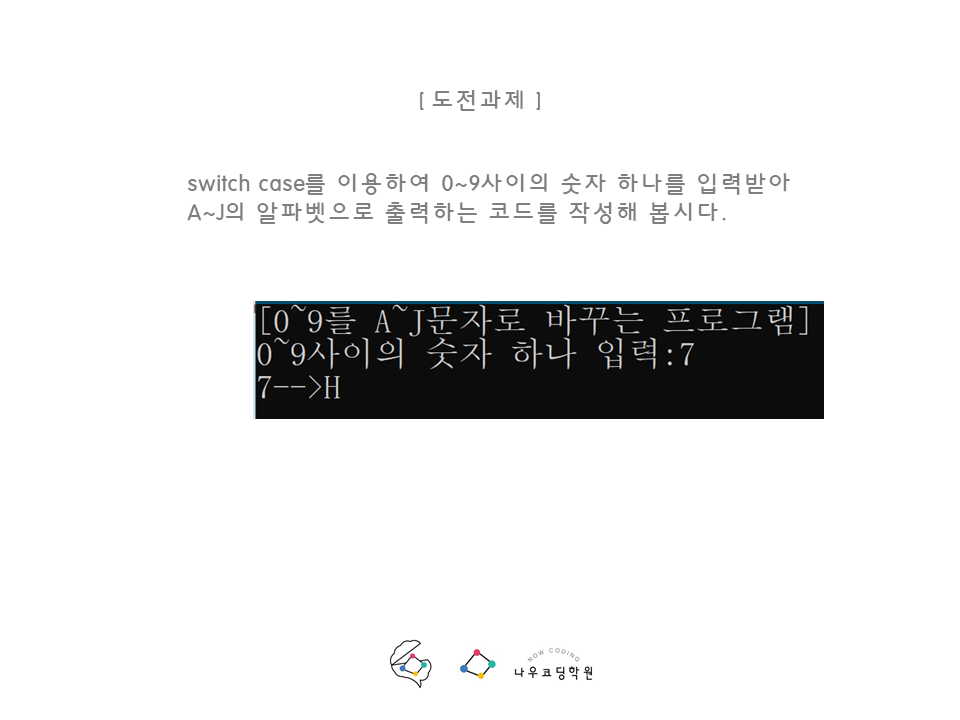 [ 도전과제 ]
switch case를 이용하여 0~9사이의 숫자 하나를 입력받아
A~J의 알파벳으로 출력하는 코드를 작성해 봅시다.
[0~9를 A~J문자로 바꾸는 프로그램]
0~9사이의 숫자 하나 입력:7
7-->H
NOW CODING
나우코딩학원